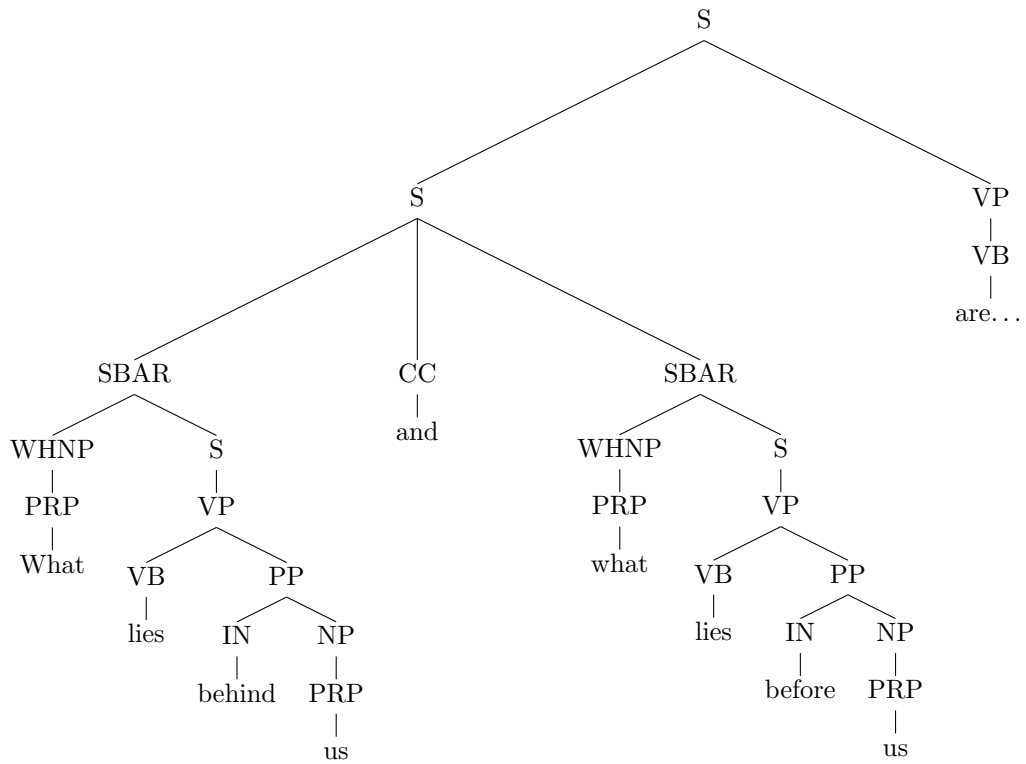 S
S VP
VB
are…
SBAR CC SBAR
and
WHNP S WHNP S
PRP VP PRP VP
What what
VB PP VB PP
lies lies
IN NP IN NP
behind before
PRP PRP
us us